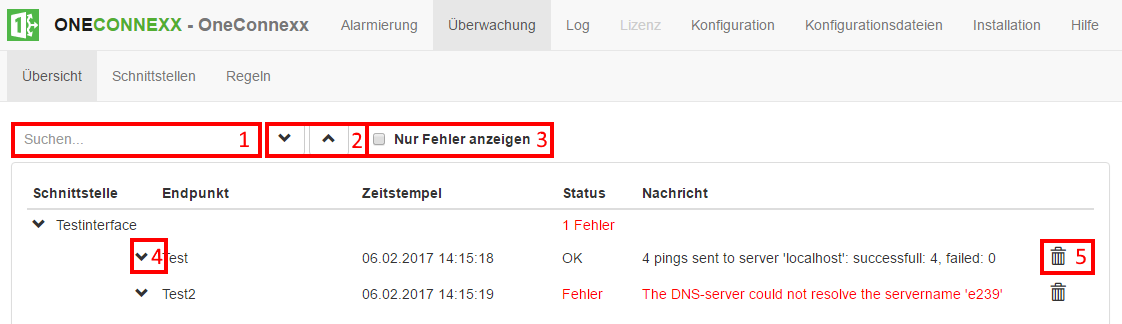 ONECONNEXX - OneConnexx Alarmierung Überwachung Log Lizenz Konfiguration Konfigurationsdateien Installation Hilfe
Übersicht Schnittstellen Regeln
Suchen... 1 2 Nur Fehler anzeigen 3
Schnittstelle Endpunkt Zeitstempel Status Nachricht
Testinterface 1 Fehler
4 Test 06.02.2017 14:15:18 OK 4 pings sent to server 'localhost': successfull: 4, failed: 0 5
Test2 06.02.2017 14:15:19 Fehler The DNS-server could not resolve the servername 'e239'